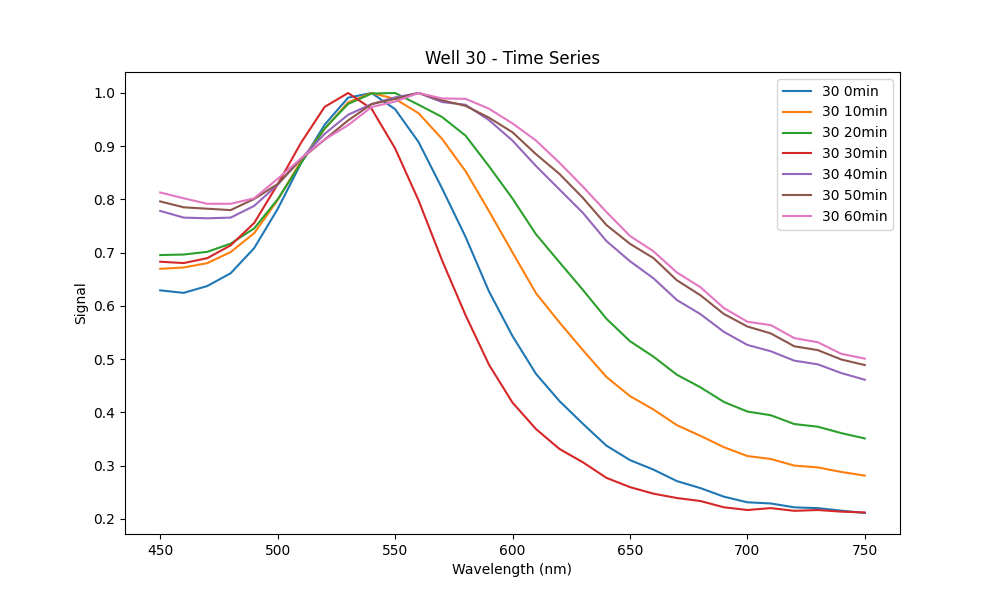 Well 30 - Time Series
1.0
0.9
0.8
0.7
0.6
0.5
0.4
0.3
0.2
Signal
450
500
550
600
650
700
750
Wavelength (nm)
30 0min
30 10min
30 20min
30 30min
30 40min
30 50min
30 60min